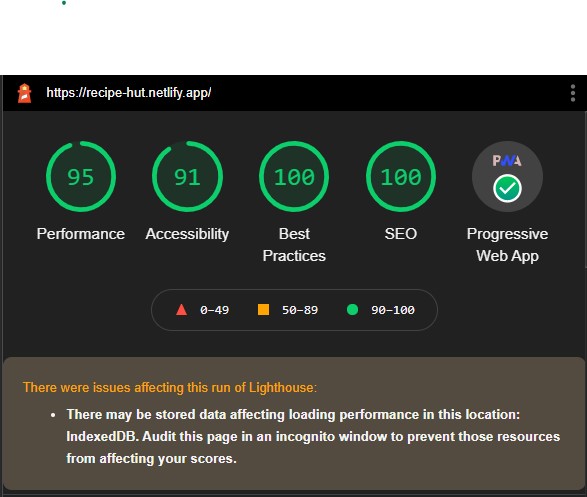 https://recipe-hut.netlify.app/
95
91
100
100
PWA
Performance
Accessibility
Best
Practices
SEO
Progressive
Web App
0–49
50–89
90–100
There were issues affecting this run of Lighthouse:
• There may be stored data affecting loading performance in this location:
IndexedDB. Audit this page in an incognito window to prevent those resources
from affecting your scores.